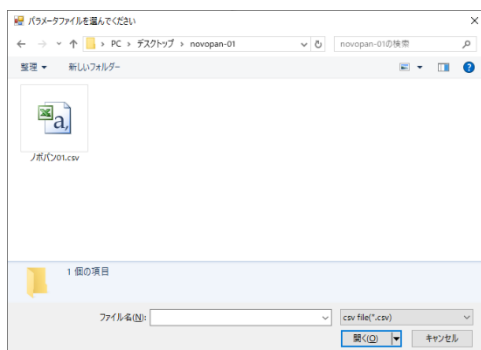 パラメータファイルを選んでください
PC › デスクトップ › novopan-01
novopan-01の検索
整理 新しいフォルダー
a,
ノボパン01.csv
1 個の項目
ファイル名(N):
csv file(*.csv)
開く(O) キャンセル